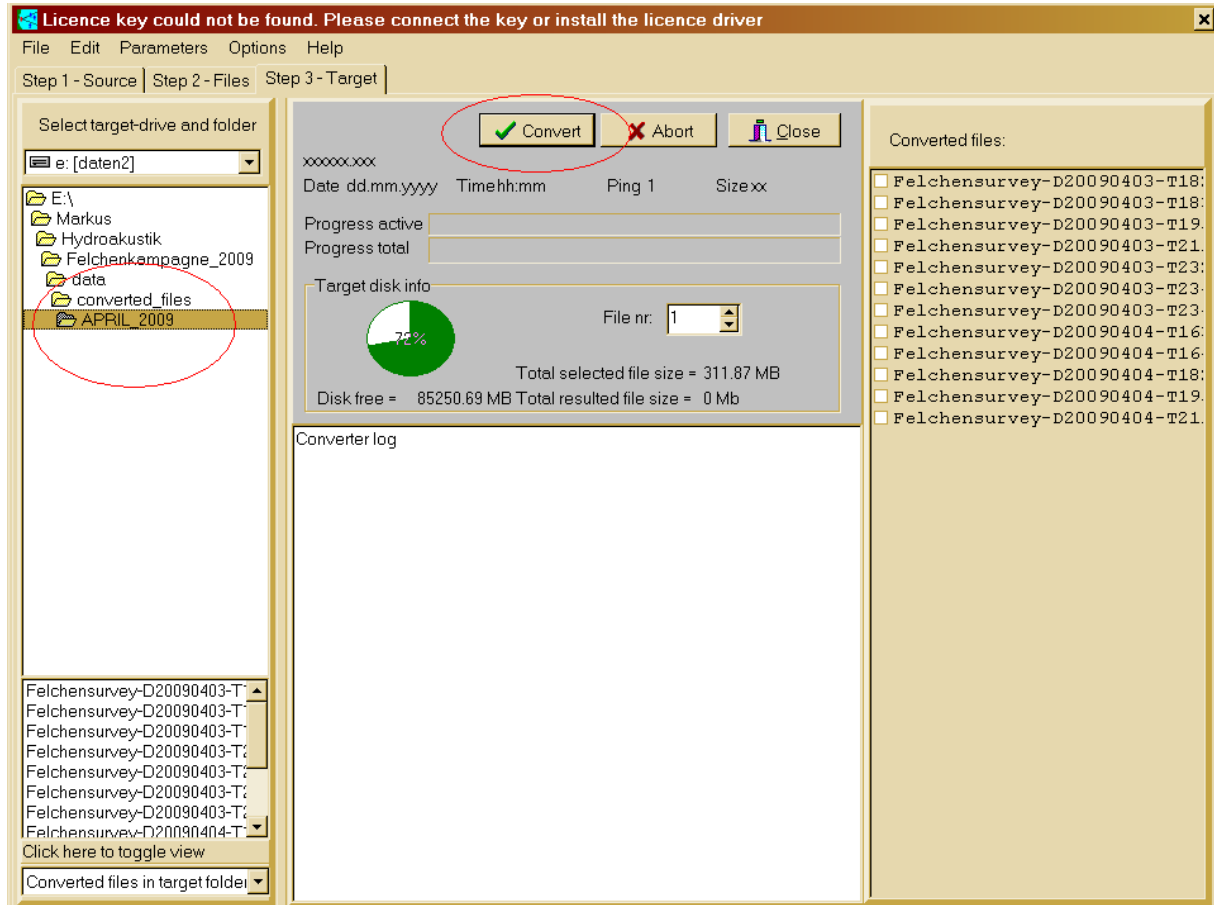 Licence key could not be found. Please connect the key or install the licence driver
File Edit Parameters Options Help
Step 1 - Source Step 2 - Files Step 3 - Target
Select target-drive and folder
e: [daten2]
E:\
Markus
Hydroakustik
Felchenkampagne_2009
data
converted_files
APRIL_2009
Felchensurvey-D20090403-T1
Felchensurvey-D20090403-T1
Felchensurvey-D20090403-T1
Felchensurvey-D20090403-T2
Felchensurvey-D20090403-T2
Felchensurvey-D20090403-T2
Felchensurvey-D20090403-T2
Felchensurvey-D20090404-T1
Click here to toggle view
Converted files in target folder
Convert Abort Close
xxxxxx.xxx
Date dd.mm.yyyy Time hh:mm Ping 1 Size xx
Progress active
Progress total
Target disk info
72%
File nr: 1
Total selected file size = 311.87 MB
Disk free = 85250.69 MB Total resulted file size = 0 Mb
Converter log
Converted files:
Felchensurvey-D20090403-T18:
Felchensurvey-D20090403-T18:
Felchensurvey-D20090403-T19.
Felchensurvey-D20090403-T21.
Felchensurvey-D20090403-T23:
Felchensurvey-D20090403-T23.
Felchensurvey-D20090403-T23.
Felchensurvey-D20090404-T16:
Felchensurvey-D20090404-T16.
Felchensurvey-D20090404-T18:
Felchensurvey-D20090404-T19.
Felchensurvey-D20090404-T21.